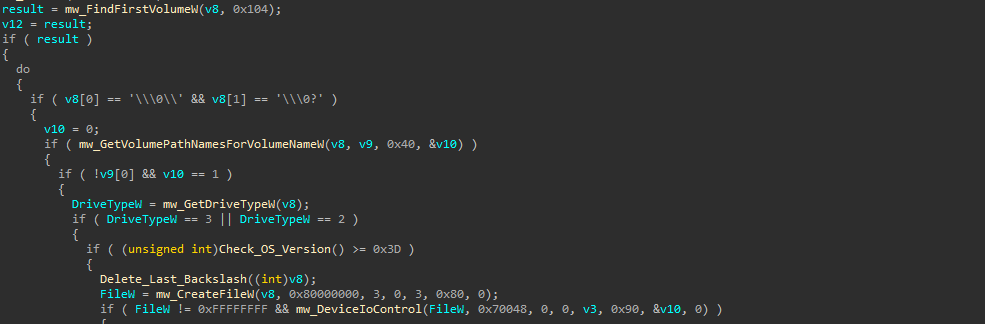 result = mw_FindFirstVolumeW(v8, 0x104);
v12 = result;
if ( result )
{
do
{
if ( v8[0] == '\\\0\\' && v8[1] == '\\\0?' )
{
v10 = 0;
if ( mw_GetVolumePathNamesForVolumeNameW(v8, v9, 0x40, &v10) )
{
if ( !v9[0] && v10 == 1 )
{
DriveTypeW = mw_GetDriveTypeW(v8);
if ( DriveTypeW == 3 || DriveTypeW == 2 )
{
if ( (unsigned int)Check_OS_Version() >= 0x3D )
{
Delete_Last_Backslash((int)v8);
FileW = mw_CreateFileW(v8, 0x80000000, 3, 0, 3, 0x80, 0);
if ( FileW != 0xFFFFFFFF && mw_DeviceIoControl(FileW, 0x70048, 0, 0, v3, 0x90, &v10, 0) )
{